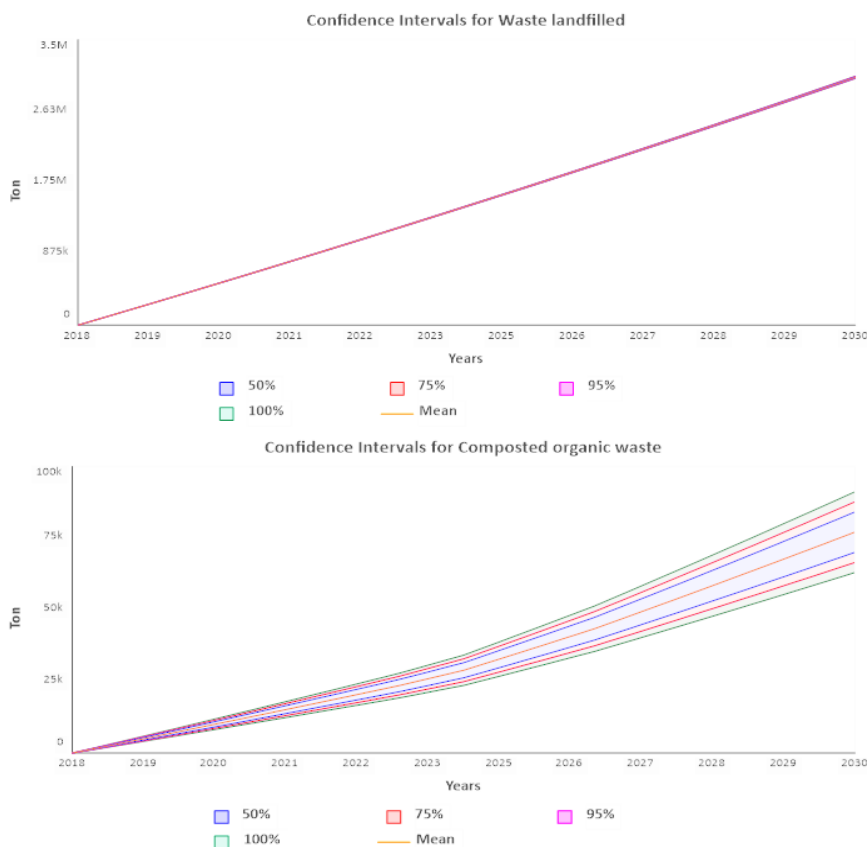 Confidence Intervals for Waste landfilled
3.5M
2.63M
1.75M
875k
0
Ton
2018 2019 2020 2021 2022 2023 2024 2025 2026 2027 2028 2029 2030
Years
50% 75% 95%
100% Mean
Confidence Intervals for Composted organic waste
100k
75k
50k
25k
0
Ton
2018 2019 2020 2021 2022 2023 2024 2025 2026 2027 2028 2029 2030
Years
50% 75% 95%
100% Mean